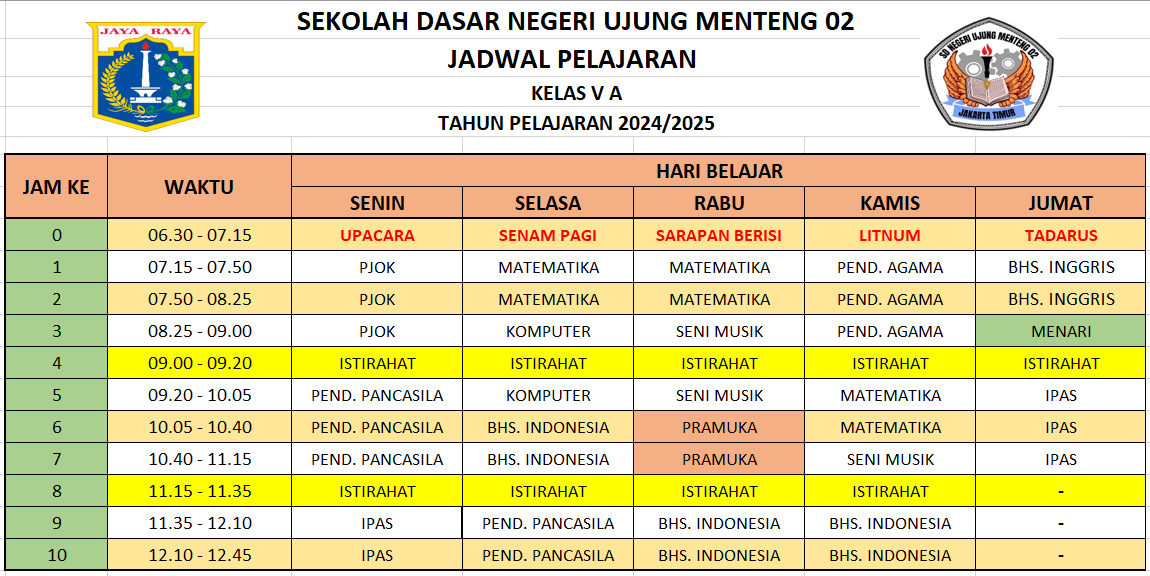 SEKOLAH DASAR NEGERI UJUNG MENTENG 02
JADWAL PELAJARAN
KELAS V A
TAHUN PELAJARAN 2024/2025
JAYA RAYA
SD NEGERI UJUNG MENTENG 02
JAKARTA TIMUR
JAM KE WAKTU HARI BELAJAR
SENIN SELASA RABU KAMIS JUMAT
0 06.30 - 07.15 UPACARA SENAM PAGI SARAPAN BERISI LITNUM TADARUS
1 07.15 - 07.50 PJOK MATEMATIKA MATEMATIKA PEND. AGAMA BHS. INGGRIS
2 07.50 - 08.25 PJOK MATEMATIKA MATEMATIKA PEND. AGAMA BHS. INGGRIS
3 08.25 - 09.00 PJOK KOMPUTER SENI MUSIK PEND. AGAMA MENARI
4 09.00 - 09.20 ISTIRAHAT ISTIRAHAT ISTIRAHAT ISTIRAHAT ISTIRAHAT
5 09.20 - 10.05 PEND. PANCASILA KOMPUTER SENI MUSIK MATEMATIKA IPAS
6 10.05 - 10.40 PEND. PANCASILA BHS. INDONESIA PRAMUKA MATEMATIKA IPAS
7 10.40 - 11.15 PEND. PANCASILA BHS. INDONESIA PRAMUKA SENI MUSIK IPAS
8 11.15 - 11.35 ISTIRAHAT ISTIRAHAT ISTIRAHAT ISTIRAHAT -
9 11.35 - 12.10 IPAS PEND. PANCASILA BHS. INDONESIA BHS. INDONESIA -
10 12.10 - 12.45 IPAS PEND. PANCASILA BHS. INDONESIA BHS. INDONESIA -